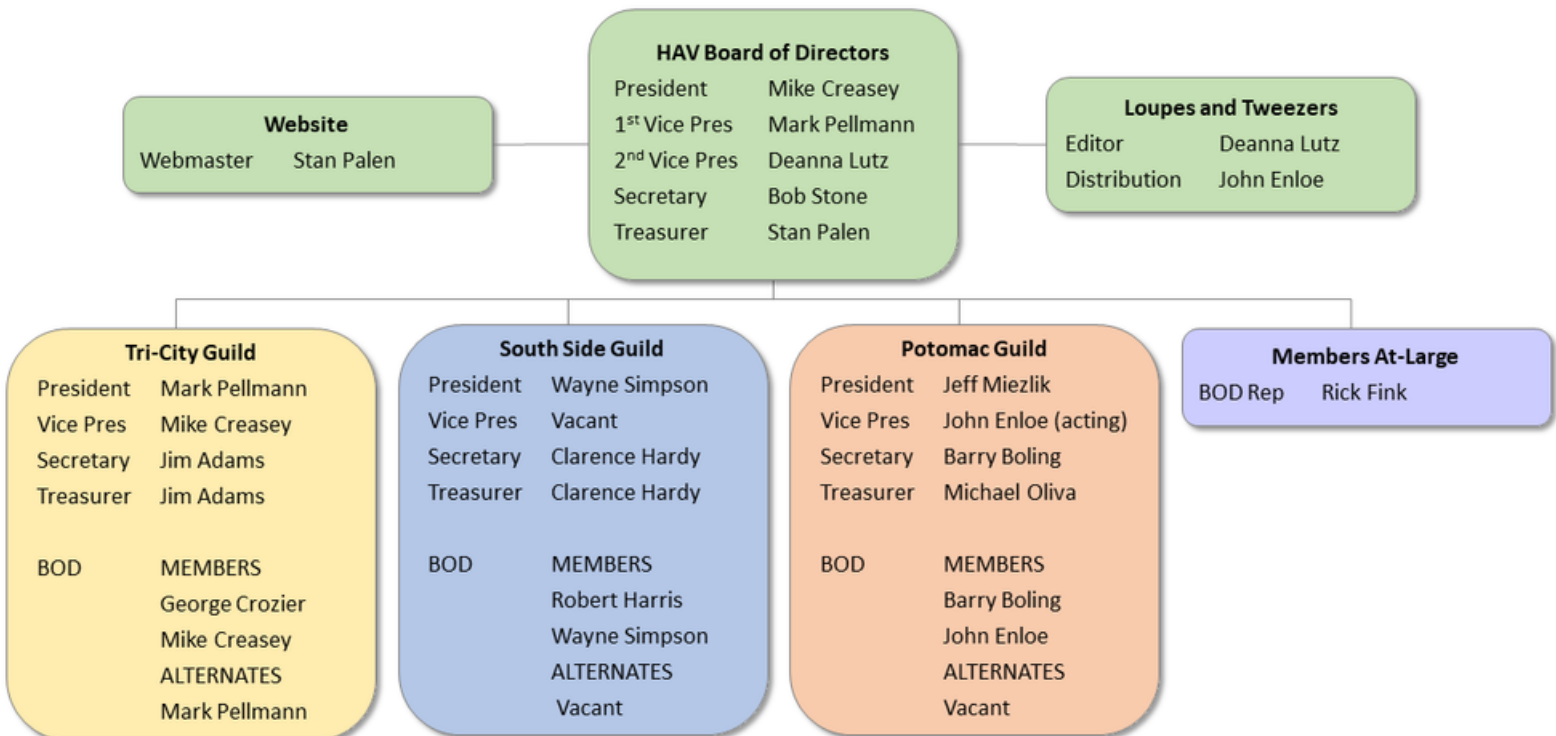 HAV Board of Directors
President Mike Creasey
1st Vice Pres Mark Pellmann
2nd Vice Pres Deanna Lutz
Secretary Bob Stone
Treasurer Stan Palen
Website
Webmaster Stan Palen
Loupes and Tweezers
Editor Deanna Lutz
Distribution John Enloe
Tri-City Guild
President Mark Pellmann
Vice Pres Mike Creasey
Secretary Jim Adams
Treasurer Jim Adams
BOD MEMBERS
George Crozier
Mike Creasey
ALTERNATES
Mark Pellmann
South Side Guild
President Wayne Simpson
Vice Pres Vacant
Secretary Clarence Hardy
Treasurer Clarence Hardy
BOD MEMBERS
Robert Harris
Wayne Simpson
ALTERNATES
Vacant
Potomac Guild
President Jeff Miezlik
Vice Pres John Enloe (acting)
Secretary Barry Boling
Treasurer Michael Oliva
BOD MEMBERS
Barry Boling
John Enloe
ALTERNATES
Vacant
Members At-Large
BOD Rep Rick Fink